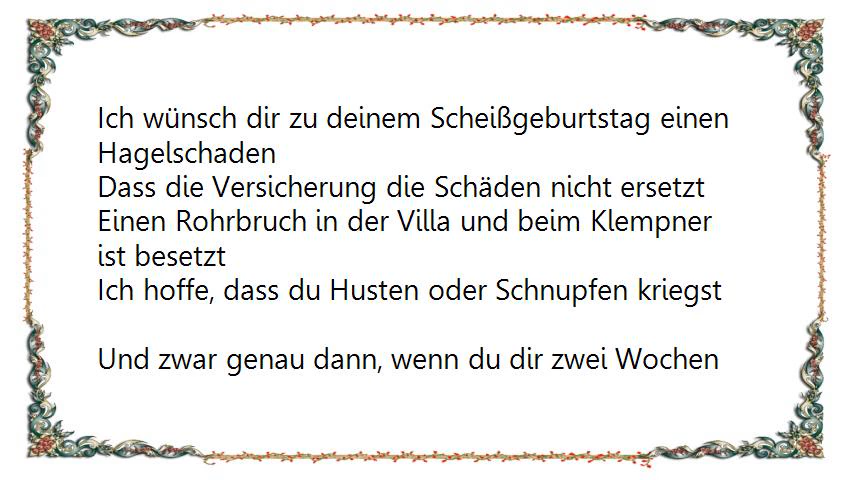 Ich wünsch dir zu deinem Scheißgeburtstag einen
Hagelschaden
Dass die Versicherung die Schäden nicht ersetzt
Einen Rohrbruch in der Villa und beim Klempner
ist besetzt
Ich hoffe, dass du Husten oder Schnupfen kriegst
Und zwar genau dann, wenn du dir zwei Wochen